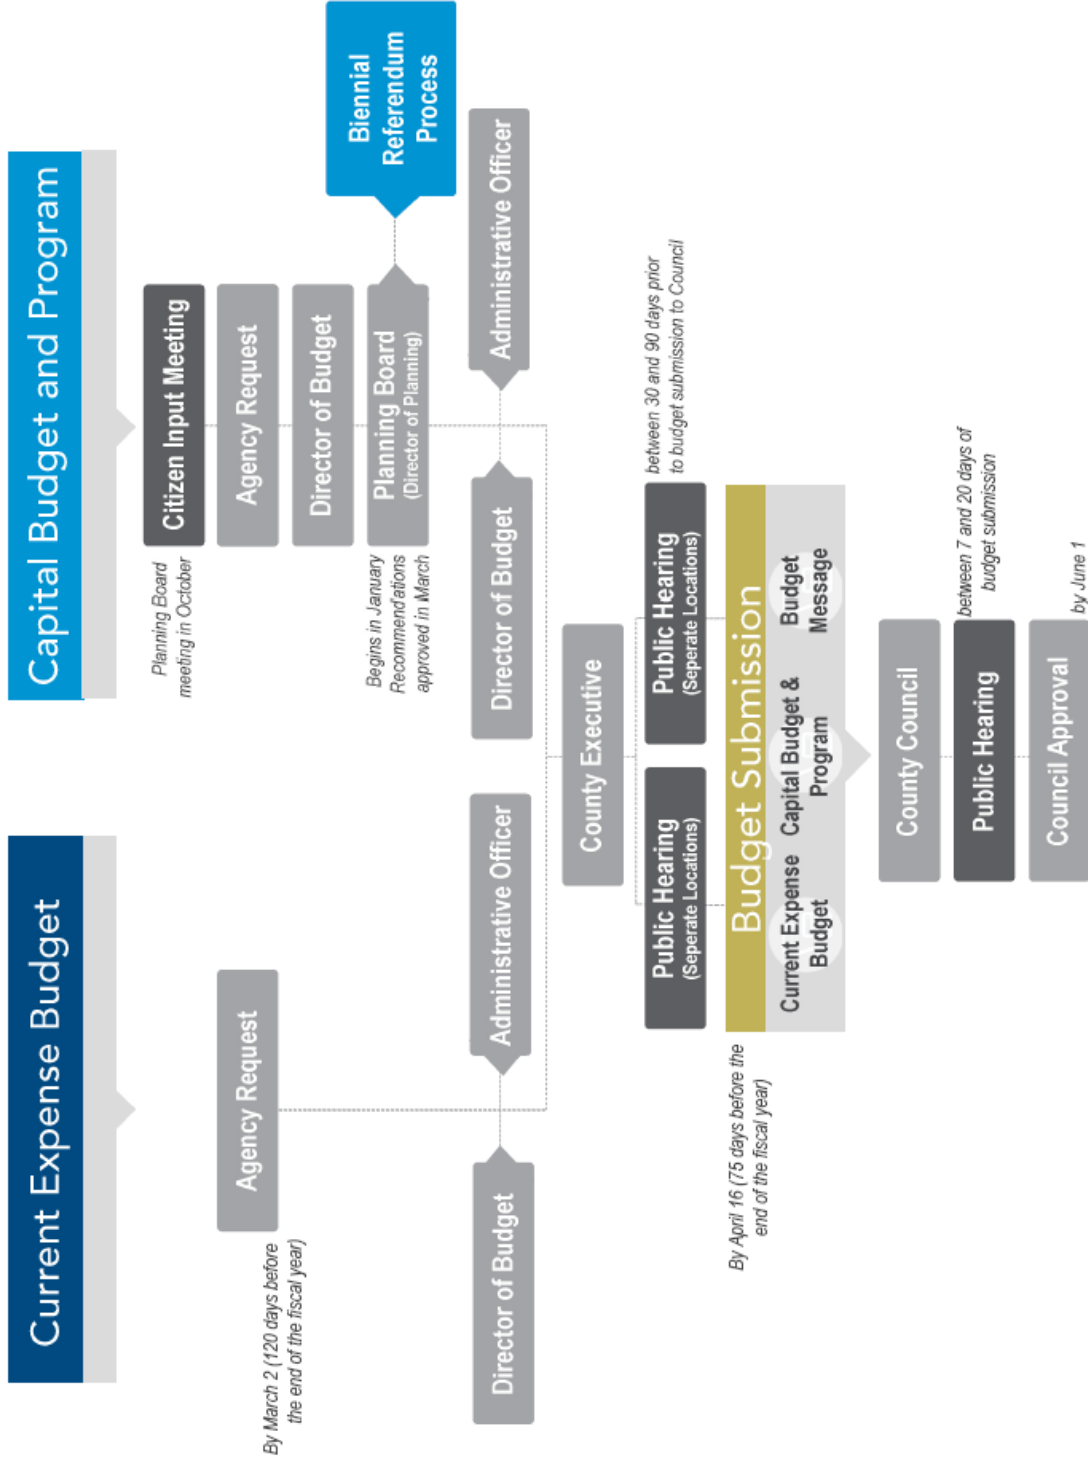 Current Expense Budget
Capital Budget and Program
Citizen Input Meeting
Planning Board
meeting in October
Agency Request
By March 2 (120 days before
the end of the fiscal year)
Agency Request
Director of Budget
Planning Board
(Director of Planning)
Begins in January
Recommendations
approved in March
Biennial
Referendum
Process
Director of Budget
Administrative Officer
Director of Budget
Administrative Officer
County Executive
Public Hearing
(Seperate Locations)
Public Hearing
(Seperate Locations)
between 30 and 90 days prior
to budget submission to Council
By April 16 (75 days before the
end of the fiscal year)
Budget Submission
Current Expense
Budget
Capital Budget &
Program
Budget
Message
County Council
Public Hearing
between 7 and 20 days of
budget submission
Council Approval
by June 1